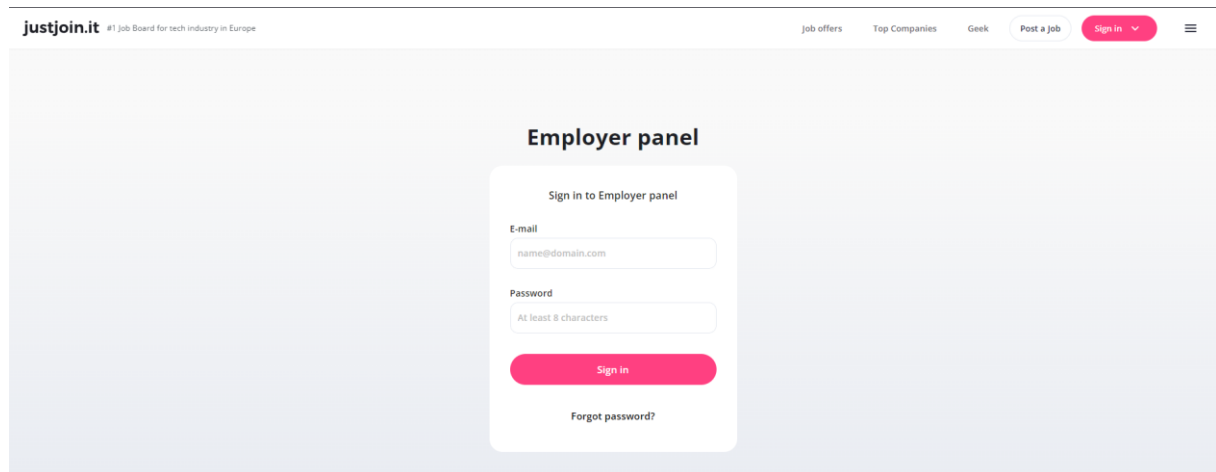 justjoin.it #1 Job Board for tech industry in Europe Job offers Top Companies Geek Post a Job Sign in
Employer panel
Sign in to Employer panel
E-mail
name@domain.com
Password
At least 8 characters
Sign in
Forgot password?